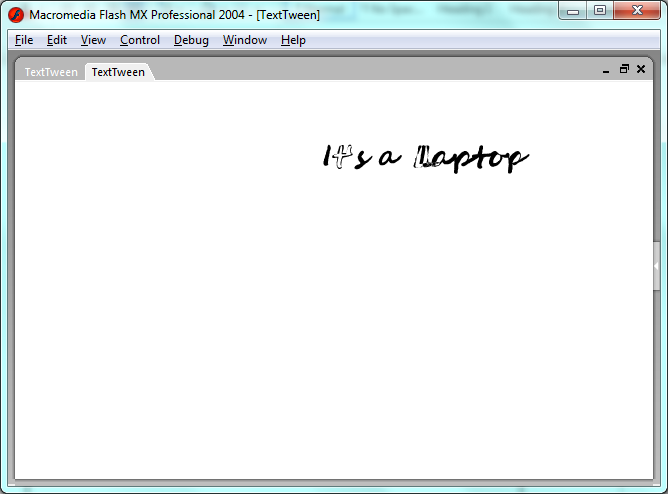 Macromedia Flash MX Professional 2004 - [TextTween]
File Edit View Control Debug Window Help
TextTween TextTween
It's a Laptop